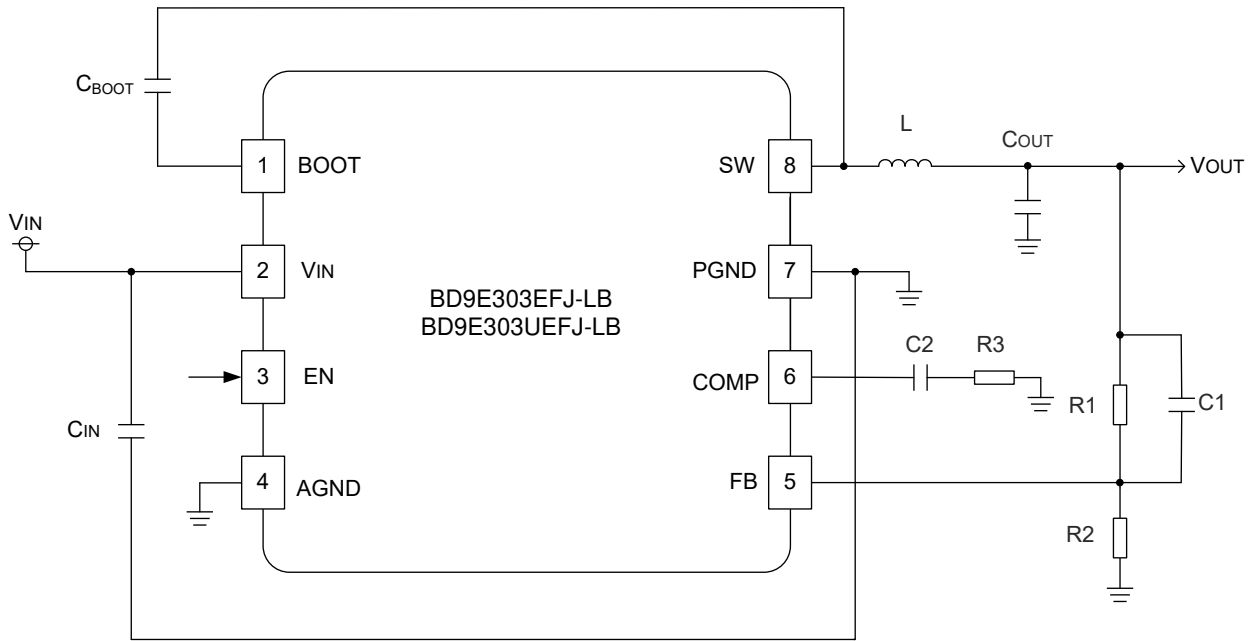 CBOOT
L
COUT
1
BOOT
SW
8
VOUT
VIN
2
VIN
PGND
7
BD9E303EFJ-LB
BD9E303UEFJ-LB
C2
R3
3
EN
COMP
6
CIN
R1
C1
4
AGND
FB
5
R2